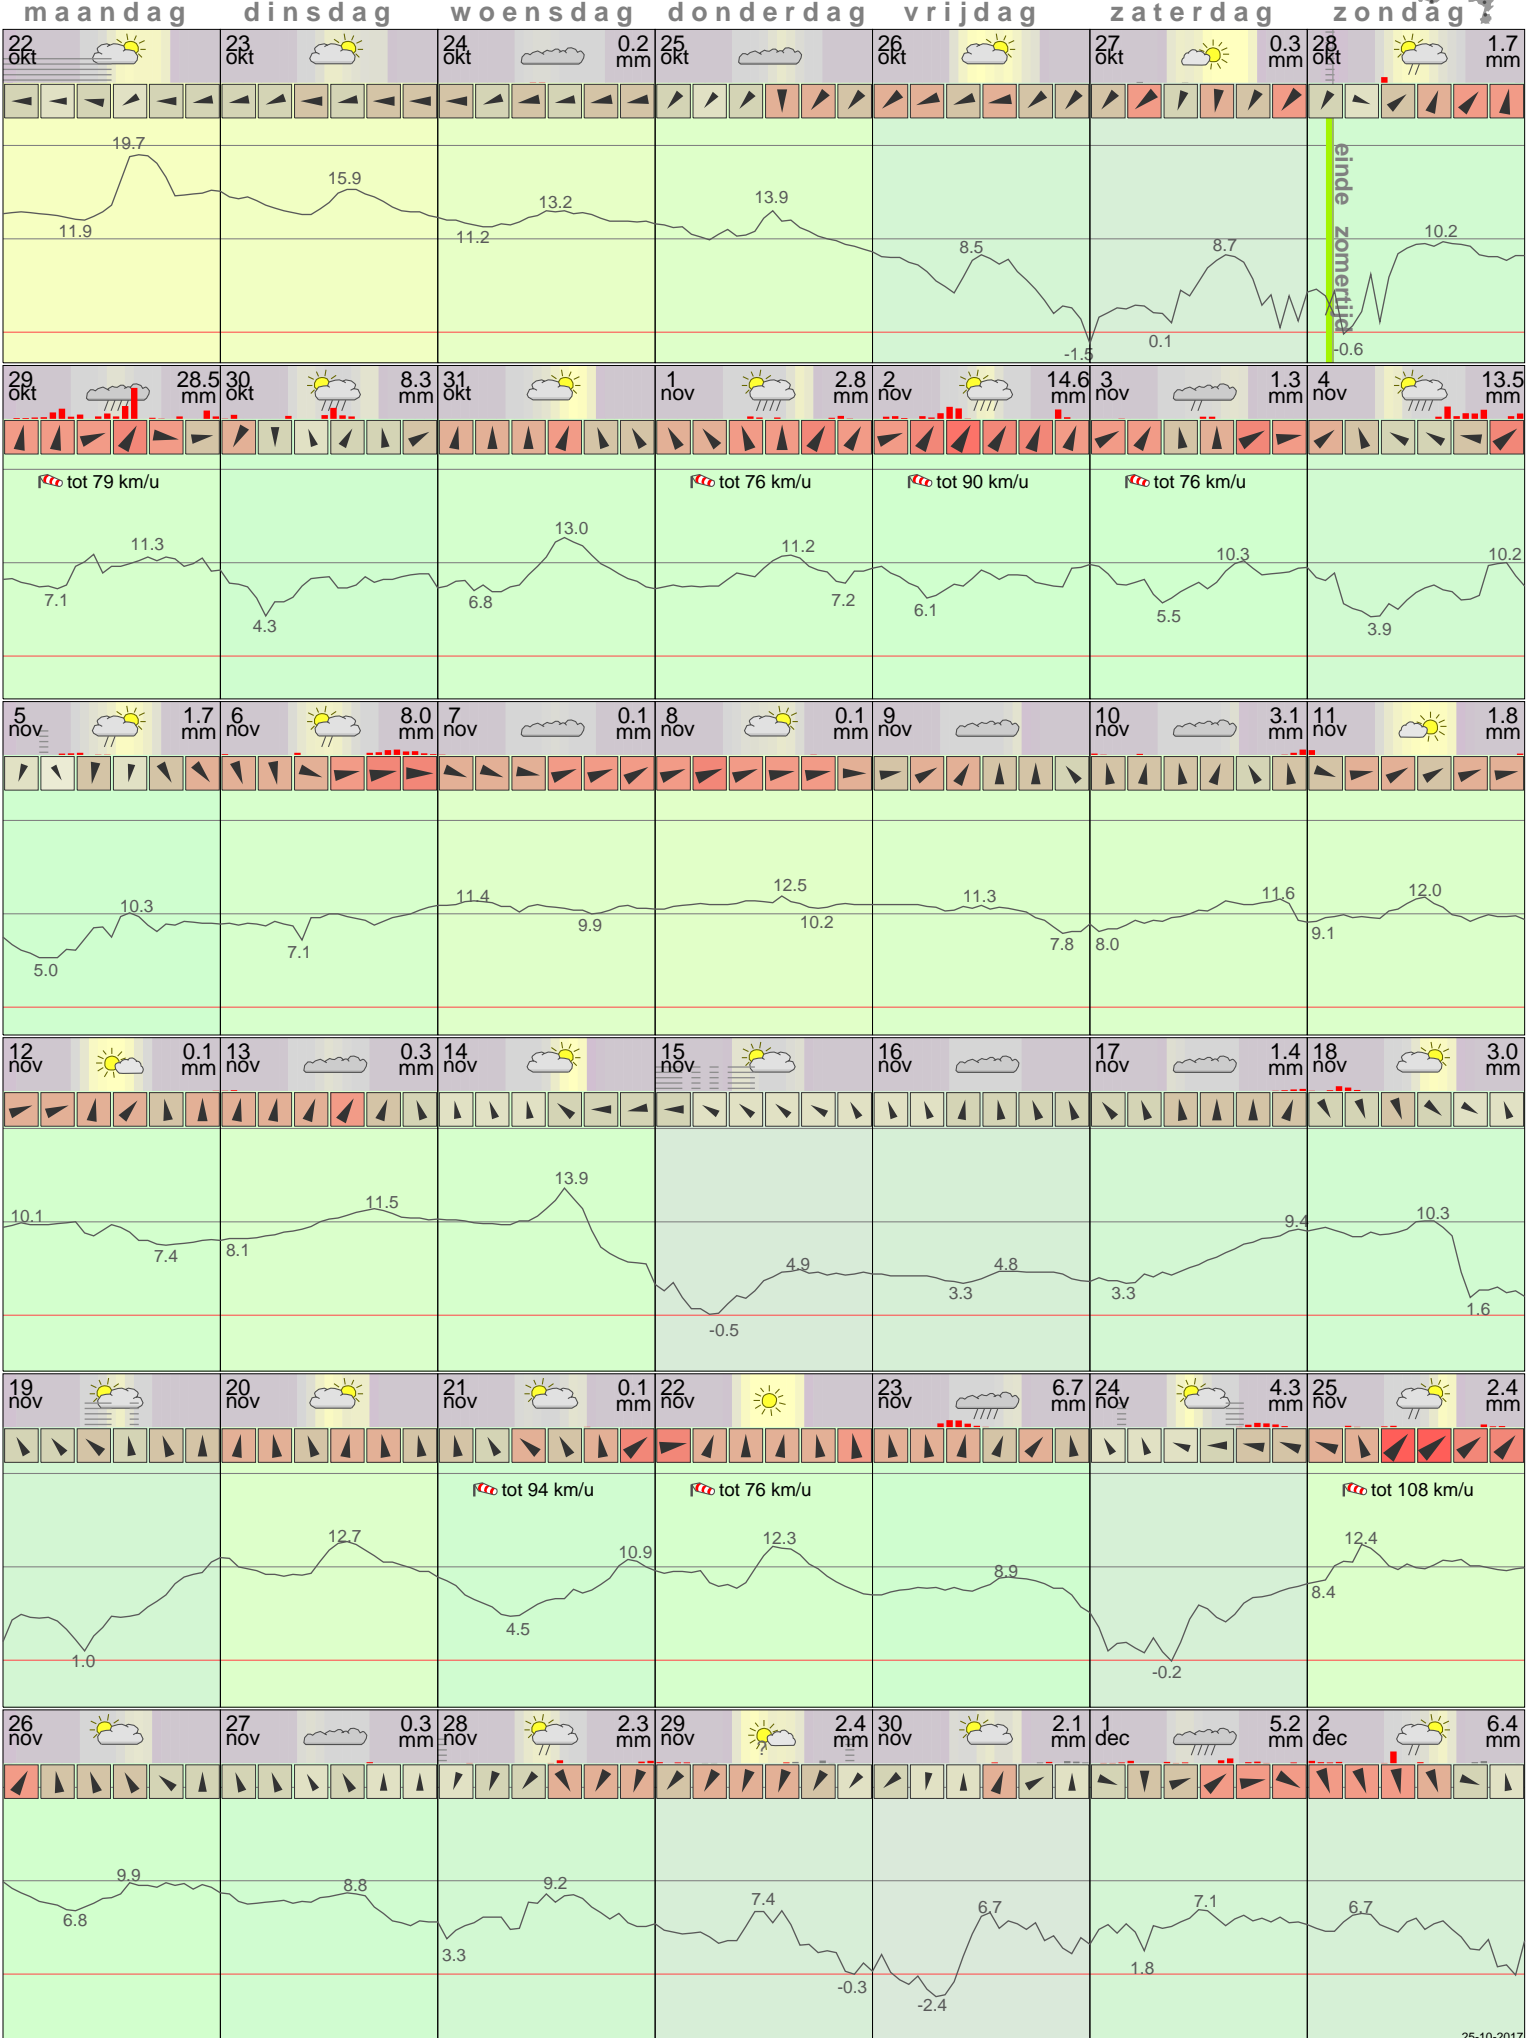 maandag dinsdag woensdag donderdag vrijdag zaterdag zondag ?
22 okt 23 okt 24 okt 0.2 mm 25 okt 26 okt 27 okt 0.3 mm 28 okt 1.7 mm
19.7 11.9 15.9 13.2 11.2 13.9 8.5 -1.5 8.7 0.1 10.2 -0.6
einde zomertijd
29 okt 28.5 mm 30 okt 8.3 mm 31 okt 1 nov 2.8 mm 2 nov 14.6 mm 3 nov 1.3 mm 4 nov 13.5 mm
tot 79 km/u tot 76 km/u tot 90 km/u tot 76 km/u
11.3 7.1 4.3 13.0 6.8 11.2 7.2 6.1 10.3 5.5 10.2 3.9
5 nov 1.7 mm 6 nov 8.0 mm 7 nov 0.1 mm 8 nov 0.1 mm 9 nov 10 nov 3.1 mm 11 nov 1.8 mm
10.3 5.0 7.1 11.4 9.9 12.5 10.2 11.3 7.8 8.0 11.6 9.1 12.0
12 nov 0.1 mm 13 nov 0.3 mm 14 nov 15 nov 16 nov 17 nov 1.4 mm 18 nov 3.0 mm
10.1 7.4 8.1 11.5 13.9 -0.5 4.9 3.3 4.8 3.3 9.4 10.3 1.6
19 nov 20 nov 21 nov 0.1 mm 22 nov 23 nov 6.7 mm 24 nov 4.3 mm 25 nov 2.4 mm
tot 94 km/u tot 76 km/u tot 108 km/u
1.0 12.7 4.5 10.9 12.3 8.9 -0.2 8.4 12.4
26 nov 27 nov 0.3 mm 28 nov 2.3 mm 29 nov 2.4 mm 30 nov 2.1 mm 1 dec 5.2 mm 2 dec 6.4 mm
?
6.8 9.9 8.8 3.3 9.2 7.4 -0.3 -2.4 6.7 1.8 7.1 6.7
25-10-2017